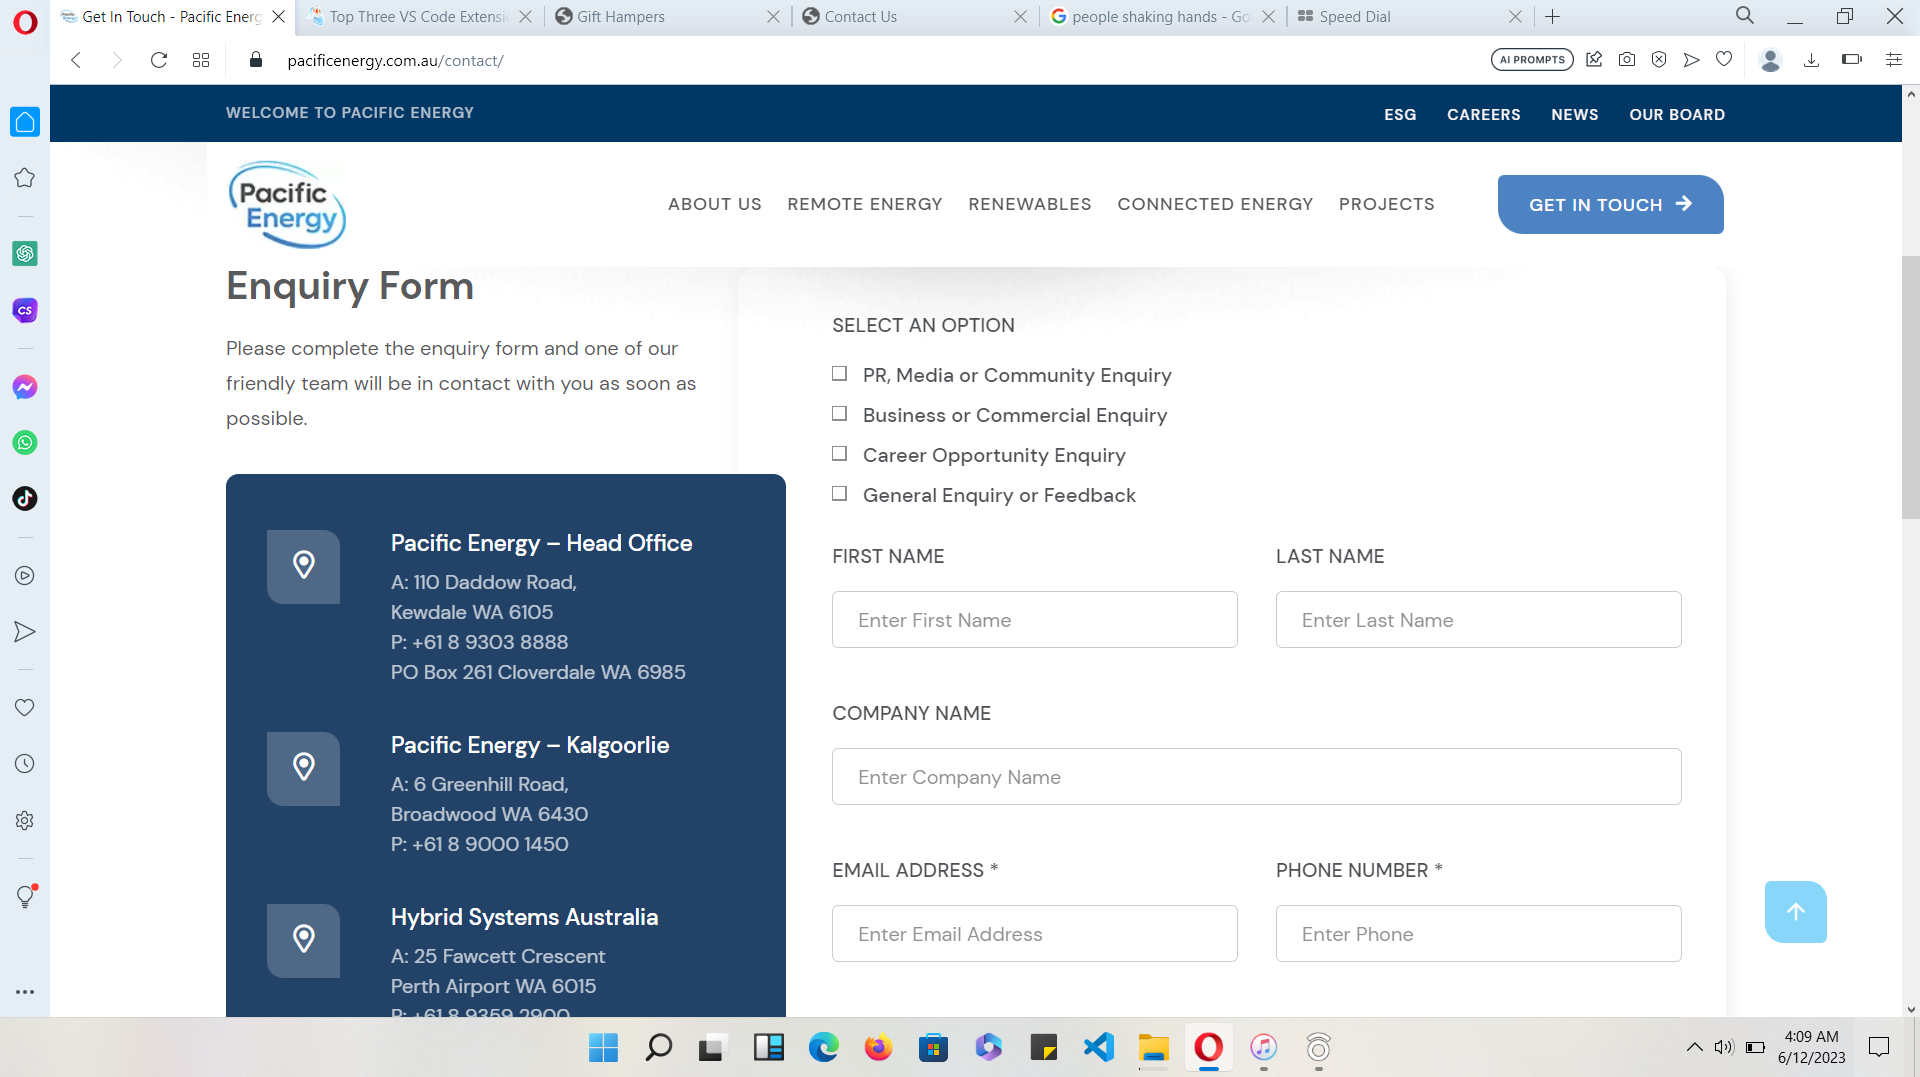 Get In Touch - Pacific Energ
Top Three VS Code Extensio
Gift Hampers
Contact Us
people shaking hands - Go
Speed Dial
pacificenergy.com.au/contact/
AI PROMPTS
WELCOME TO PACIFIC ENERGY
ESG
CAREERS
NEWS
OUR BOARD
Pacific
Energy
ABOUT US
REMOTE ENERGY
RENEWABLES
CONNECTED ENERGY
PROJECTS
GET IN TOUCH
CS
Enquiry Form
Please complete the enquiry form and one of our
friendly team will be in contact with you as soon as
possible.
Pacific Energy – Head Office
A: 110 Daddow Road,
Kewdale WA 6105
P: +61 8 9303 8888
PO Box 261 Cloverdale WA 6985
Pacific Energy – Kalgoorlie
A: 6 Greenhill Road,
Broadwood WA 6430
P: +61 8 9000 1450
Hybrid Systems Australia
A: 25 Fawcett Crescent
Perth Airport WA 6015
P: +61 8 9359 2900
SELECT AN OPTION
PR, Media or Community Enquiry
Business or Commercial Enquiry
Career Opportunity Enquiry
General Enquiry or Feedback
FIRST NAME
LAST NAME
Enter First Name
Enter Last Name
COMPANY NAME
Enter Company Name
EMAIL ADDRESS *
PHONE NUMBER *
Enter Email Address
Enter Phone
4:09 AM
6/12/2023